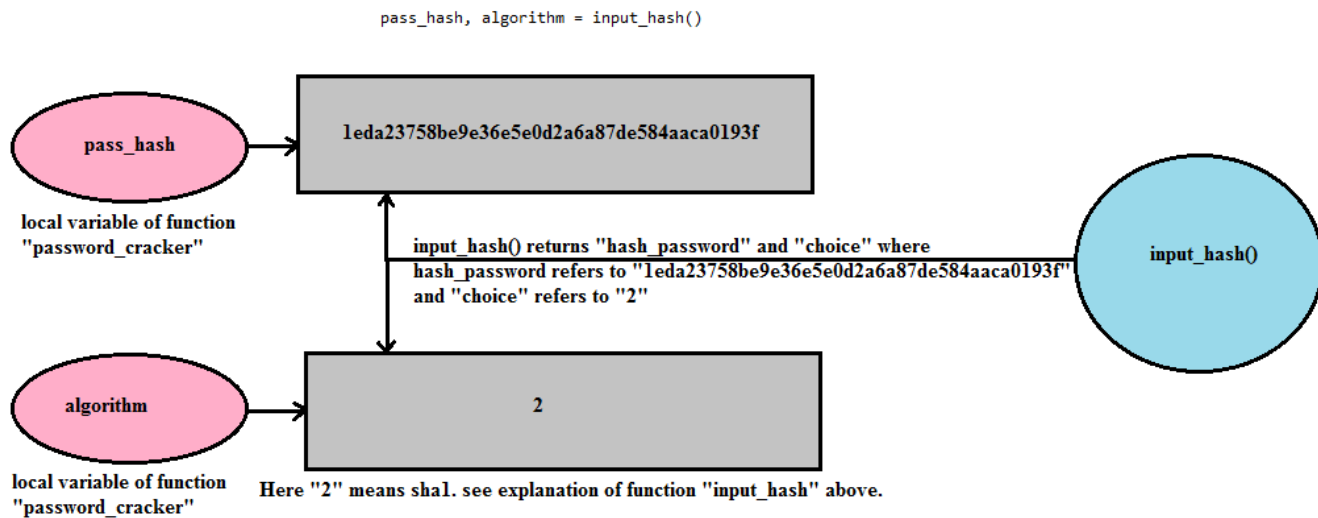 pass_hash, algorithm = input_hash()
pass_hash
1eda23758be9e36e5e0d2a6a87de584aaca0193f
local variable of function
"password_cracker"
input_hash() returns "hash_password" and "choice" where
hash_password refers to "1eda23758be9e36e5e0d2a6a87de584aaca0193f"
and "choice" refers to "2"
input_hash()
algorithm
2
local variable of function
"password_cracker"
Here "2" means sha1. see explanation of function "input_hash" above.